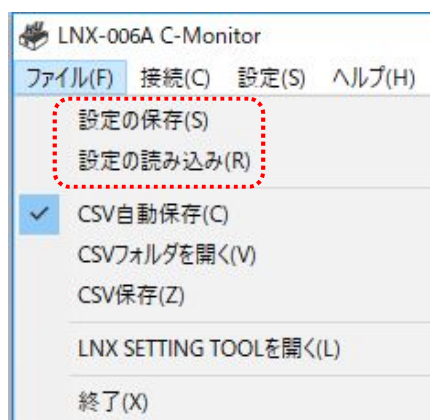 LNX-006A C-Monitor
ファイル(F) 接続(C) 設定(S) ヘルプ(H)
設定の保存(S)
設定の読み込み(R)
CSV自動保存(C)
CSVフォルダを開く(V)
CSV保存(Z)
LNX SETTING TOOLを開く(L)
終了(X)